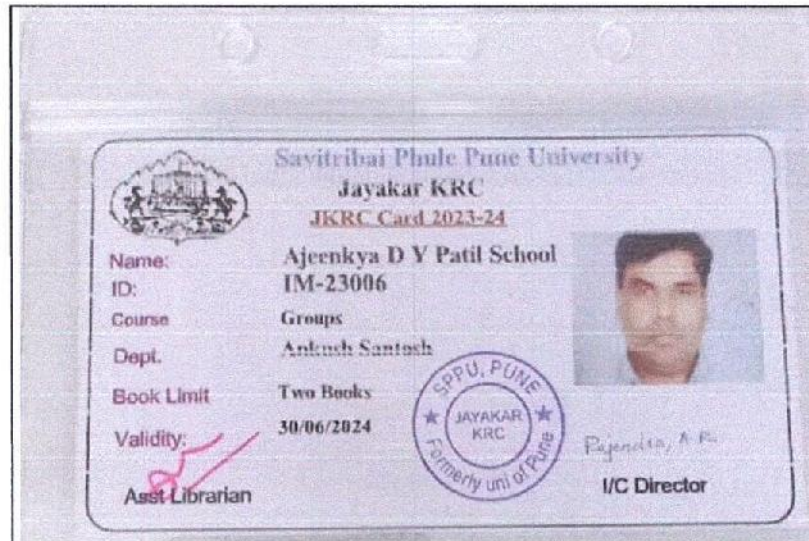 Savitribai Phule Pune University
Jayakar KRC
JKRC Card 2023-24
Name: Ajeenkya D Y Patil School
ID: IM-23006
Course Groups
Dept. Ankush Santosh
Book Limit Two Books
Validity: 30/06/2024
SPPU, PUNE
JAYAKAR
KRC
Formerly uni of Pune
Rajendra, A.
Asst Librarian
I/C Director